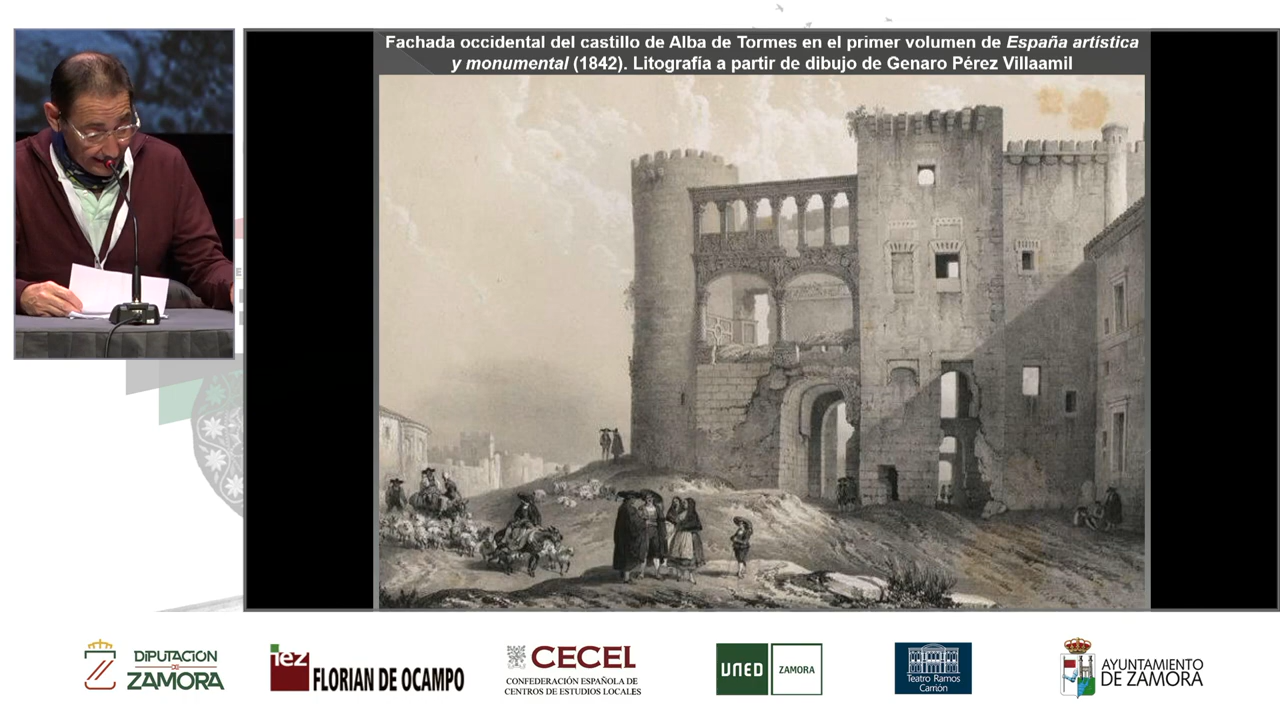 Fachada occidental del castillo de Alba de Tormes en el primer volumen de España artística
y monumental (1842). Litografía a partir de dibujo de Genaro Pérez Villaamil
DIPUTACIÓN
ZAMORA
iez
FLORIAN DE OCAMPO
CECEL
CONFEDERACIÓN ESPAÑOLA DE
CENTROS DE ESTUDIOS LOCALES
UNED
ZAMORA
Teatro Ramos
Carrión
AYUNTAMIENTO
DE ZAMORA